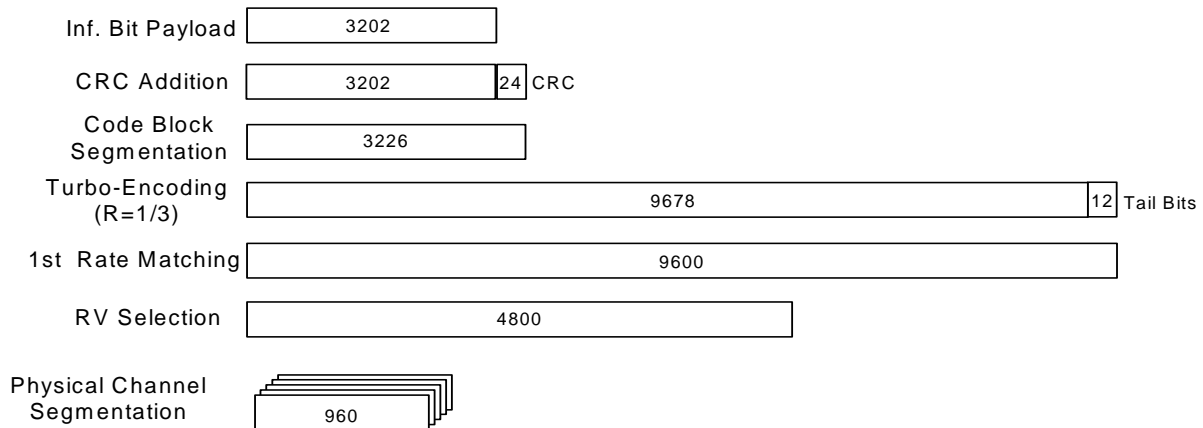 Inf. Bit Payload 3202
CRC Addition 3202 24 CRC
Code Block
Segmentation 3226
Turbo-Encoding
(R=1/3) 9678 12 Tail Bits
1st Rate Matching 9600
RV Selection 4800
Physical Channel
Segmentation 960